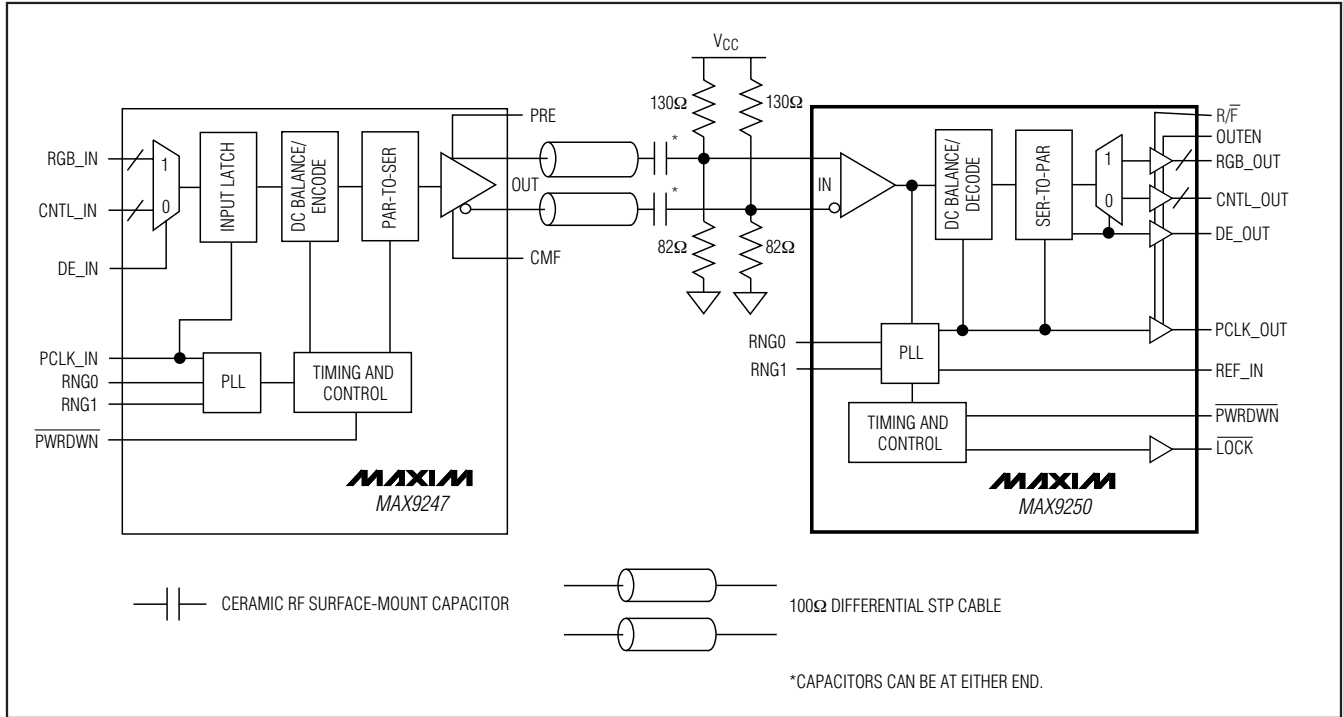 VCC
130Ω
130Ω
PRE
*
*
OUT
CMF
82Ω
82Ω
RGB_IN
CNTL_IN
DE_IN
1
0
INPUT LATCH
DC BALANCE/
ENCODE
PAR-TO-SER
PCLK_IN
RNG0
RNG1
PWRDWN
PLL
TIMING AND
CONTROL
MAXIM
MAX9247
IN
DC BALANCE/
DECODE
SER-TO-PAR
1
0
R/F
OUTEN
RGB_OUT
CNTL_OUT
DE_OUT
PCLK_OUT
RNG0
RNG1
PLL
REF_IN
TIMING AND
CONTROL
PWRDWN
LOCK
MAXIM
MAX9250
CERAMIC RF SURFACE-MOUNT CAPACITOR
100Ω DIFFERENTIAL STP CABLE
*CAPACITORS CAN BE AT EITHER END.